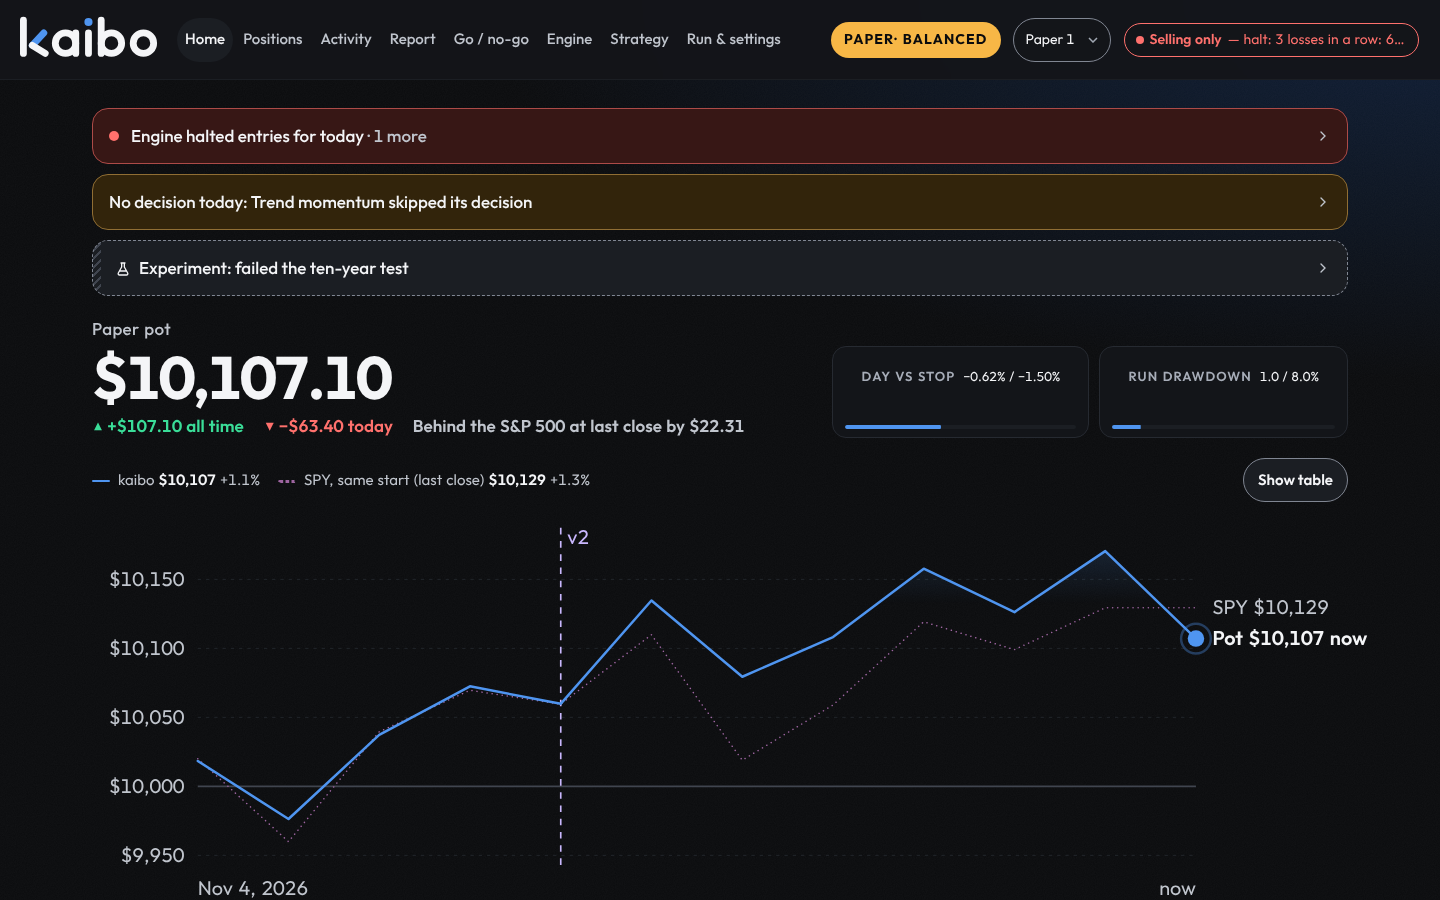 kaibo
Home Positions Activity Report Go / no-go Engine Strategy Run & settings
PAPER· BALANCED
Paper 1
Selling only — halt: 3 losses in a row: 6…
Engine halted entries for today · 1 more
No decision today: Trend momentum skipped its decision
Experiment: failed the ten-year test
Paper pot
$10,107.10
▲ +$107.10 all time ▼ −$63.40 today Behind the S&P 500 at last close by $22.31
DAY VS STOP −0.62% / −1.50%
RUN DRAWDOWN 1.0 / 8.0%
kaibo $10,107 +1.1% SPY, same start (last close) $10,129 +1.3%
Show table
v2
$10,150
SPY $10,129
Pot $10,107 now
$10,100
$10,050
$10,000
$9,950
Nov 4, 2026 now